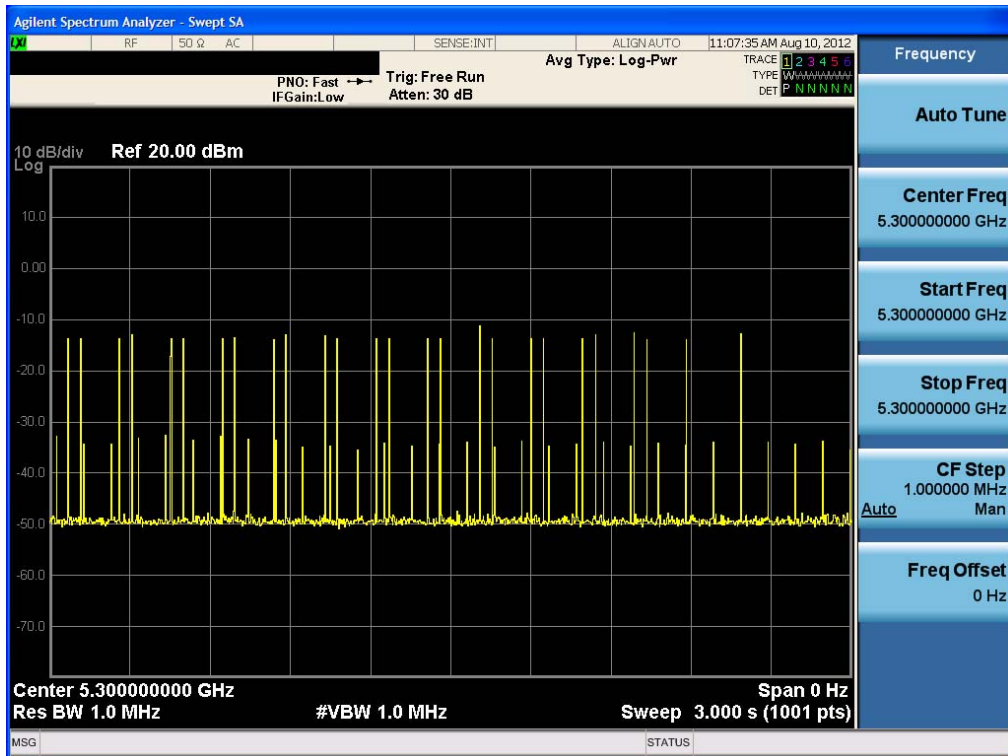 Agilent Spectrum Analyzer - Swept SA
LXI RF 50 Ω AC SENSE:INT ALIGN AUTO 11:07:35 AM Aug 10, 2012
Frequency
Avg Type: Log-Pwr
TRACE 1 2 3 4 5 6
PNO: Fast
Trig: Free Run
TYPE
IFGain:Low
Atten: 30 dB
DET P N N N N N
Auto Tune
10 dB/div Ref 20.00 dBm
Log
10.0
0.00
-10.0
-20.0
-30.0
-40.0
-50.0
-60.0
-70.0
Center Freq
5.300000000 GHz
Start Freq
5.300000000 GHz
Stop Freq
5.300000000 GHz
CF Step
1.000000 MHz
Auto Man
Freq Offset
0 Hz
Center 5.300000000 GHz Span 0 Hz
Res BW 1.0 MHz #VBW 1.0 MHz Sweep 3.000 s (1001 pts)
MSG STATUS